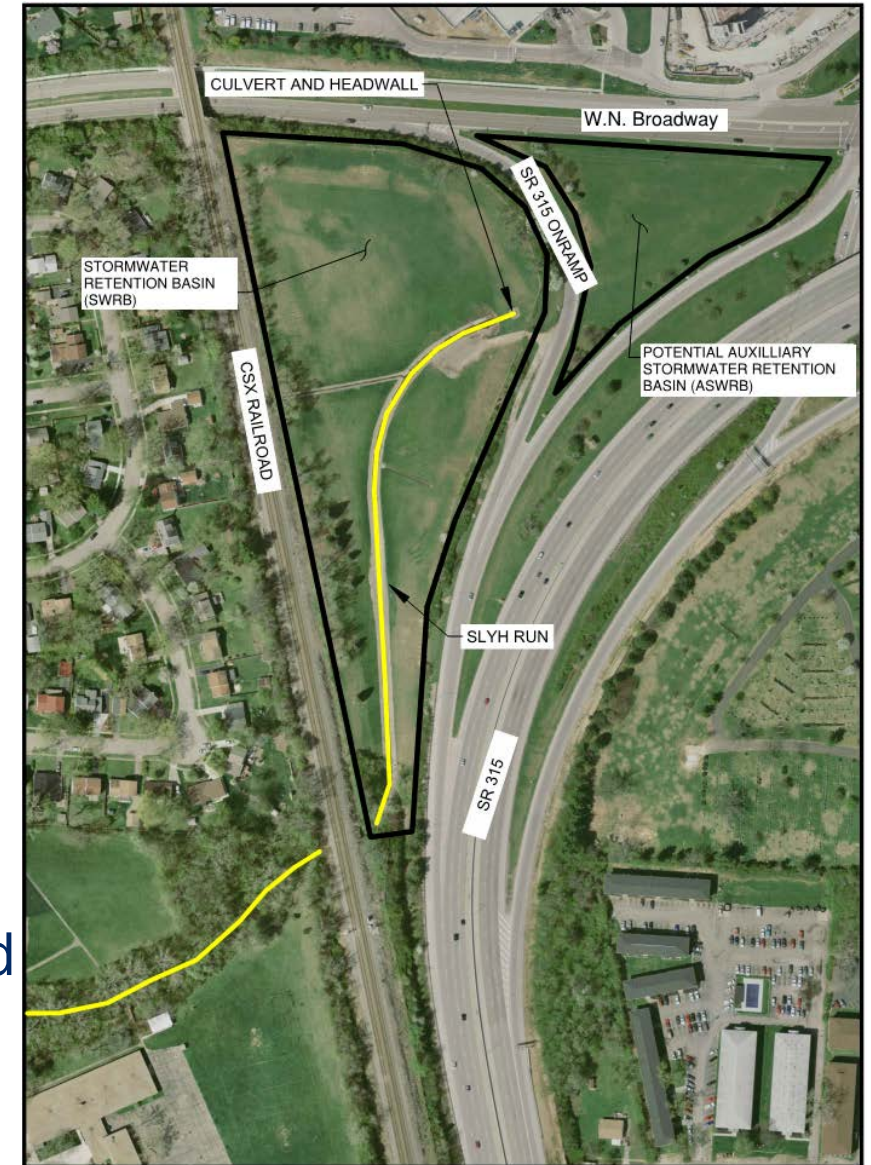 CULVERT AND HEADWALL
W.N. Broadway
SR 315 ONRAMP
STORMWATER
RETENTION BASIN
(SWRB)
CSX RAILROAD
POTENTIAL AUXILLIARY
STORMWATER RETENTION
BASIN (ASWRB)
SLYH RUN
SR 315
d